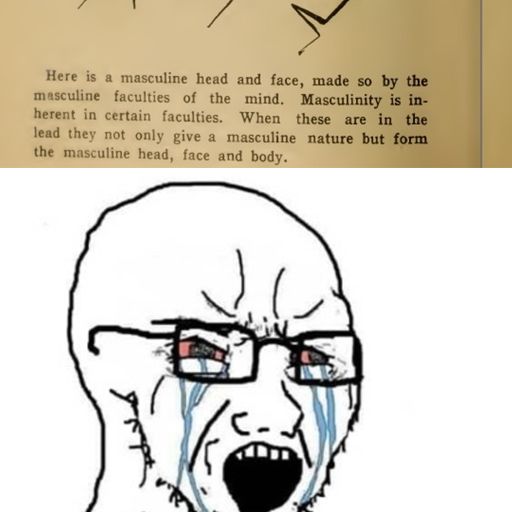 Here is a masculine head and face, made so by the
masculine faculties of the mind. Masculinity is in-
herent in certain faculties. When these are in the
lead they not only give a masculine nature but form
the masculine head, face and body.